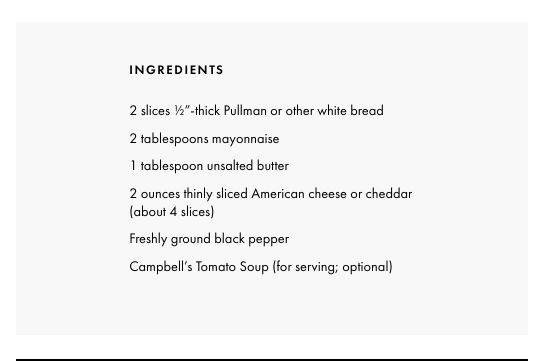 INGREDIENTS
2 slices ½”-thick Pullman or other white bread
2 tablespoons mayonnaise
1 tablespoon unsalted butter
2 ounces thinly sliced American cheese or cheddar
(about 4 slices)
Freshly ground black pepper
Campbell’s Tomato Soup (for serving; optional)